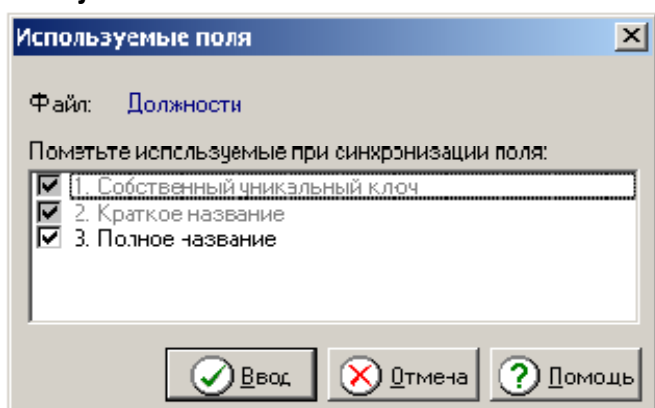 Используемые поля
Файл: Должности
Пометьте используемые при синхронизации поля:
1. Собственный уникальный ключ
2. Краткое название
3. Полное название
Ввод Отмена Помощь